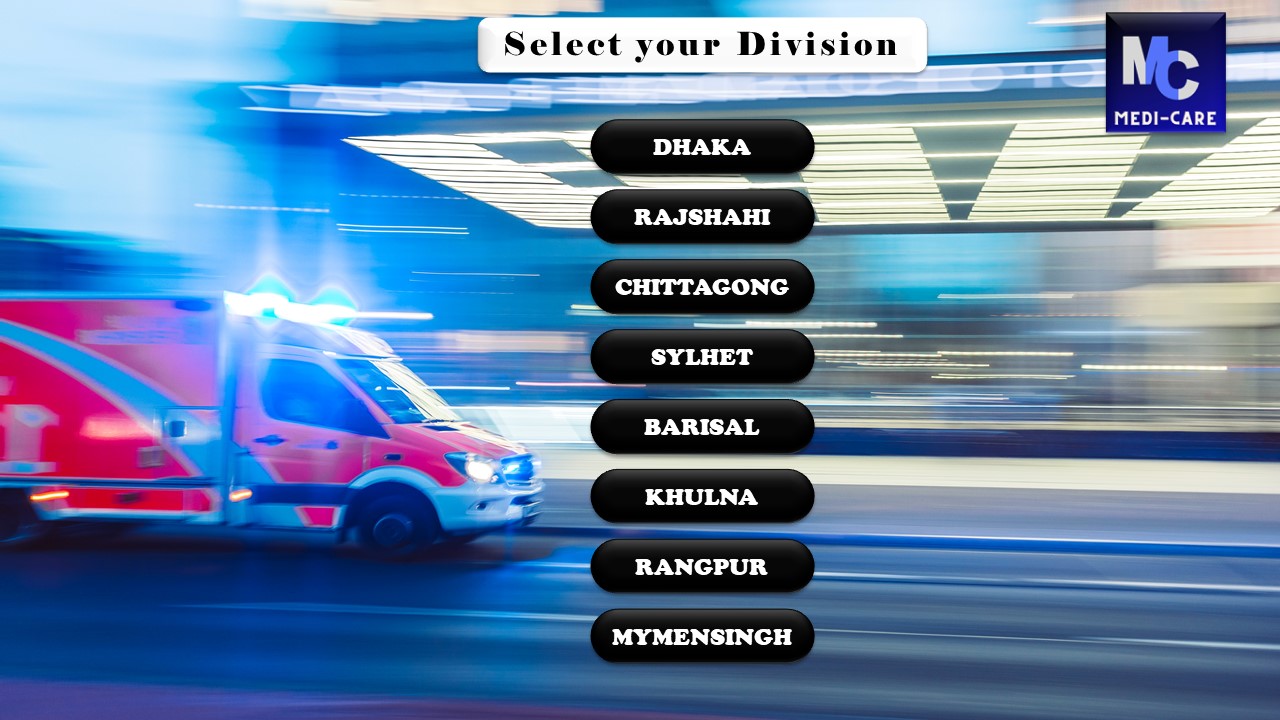 Select your Division
MC
MEDI-CARE
DHAKA
RAJSHAHI
CHITTAGONG
SYLHET
BARISAL
KHULNA
RANGPUR
MYMENSINGH